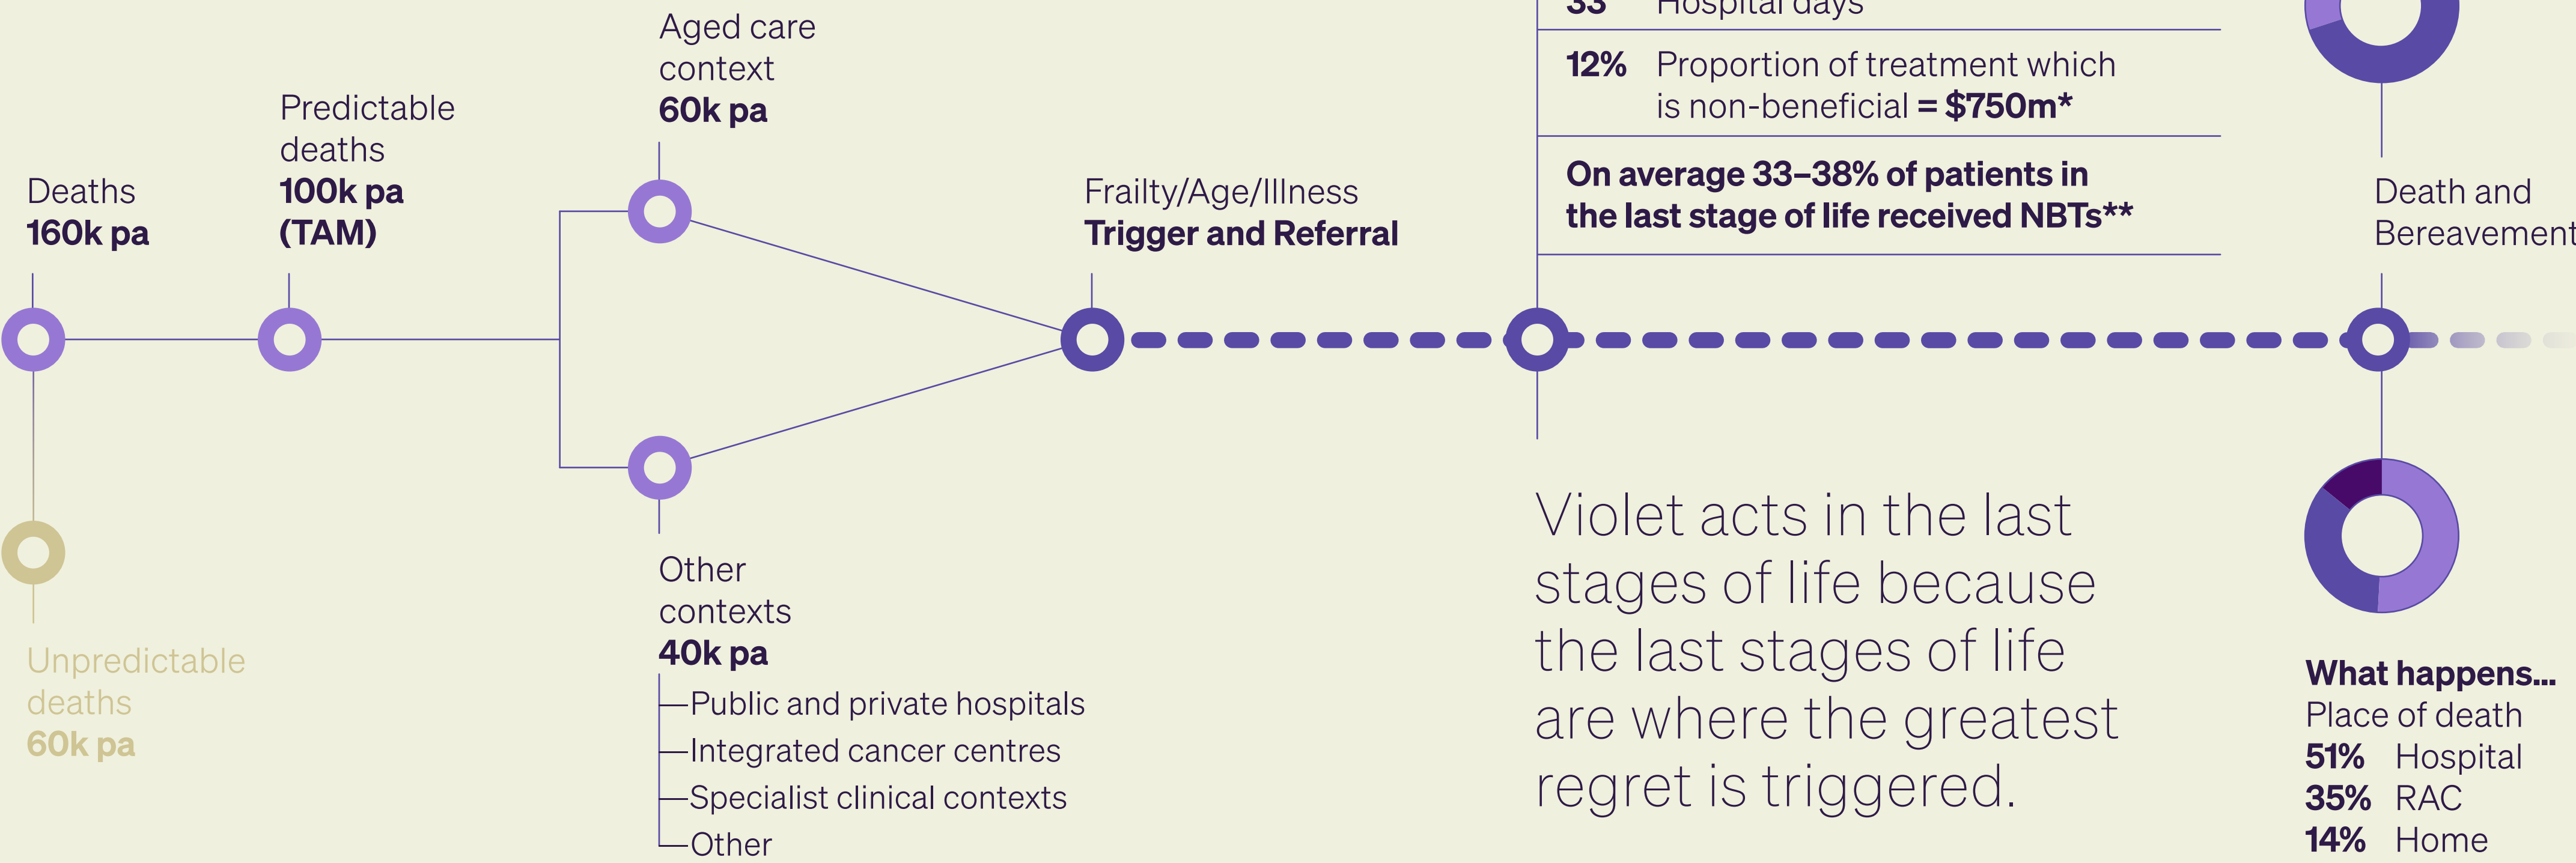 Deaths
160k pa
Unpredictable
deaths
60k pa
Predictable
deaths
100k pa
(TAM)
Aged care
context
60k pa
Other
contexts
40k pa
Public and private hospitals
Integrated cancer centres
Specialist clinical contexts
Other
Frailty/Age/Illness
Trigger and Referral
33 Hospital days
12% Proportion of treatment which
is non-beneficial = $750m*
On average 33–38% of patients in
the last stage of life received NBTs**
Violet acts in the last
stages of life because
the last stages of life
are where the greatest
regret is triggered.
Death and
Bereavement
What happens...
Place of death
51% Hospital
35% RAC
14% Home